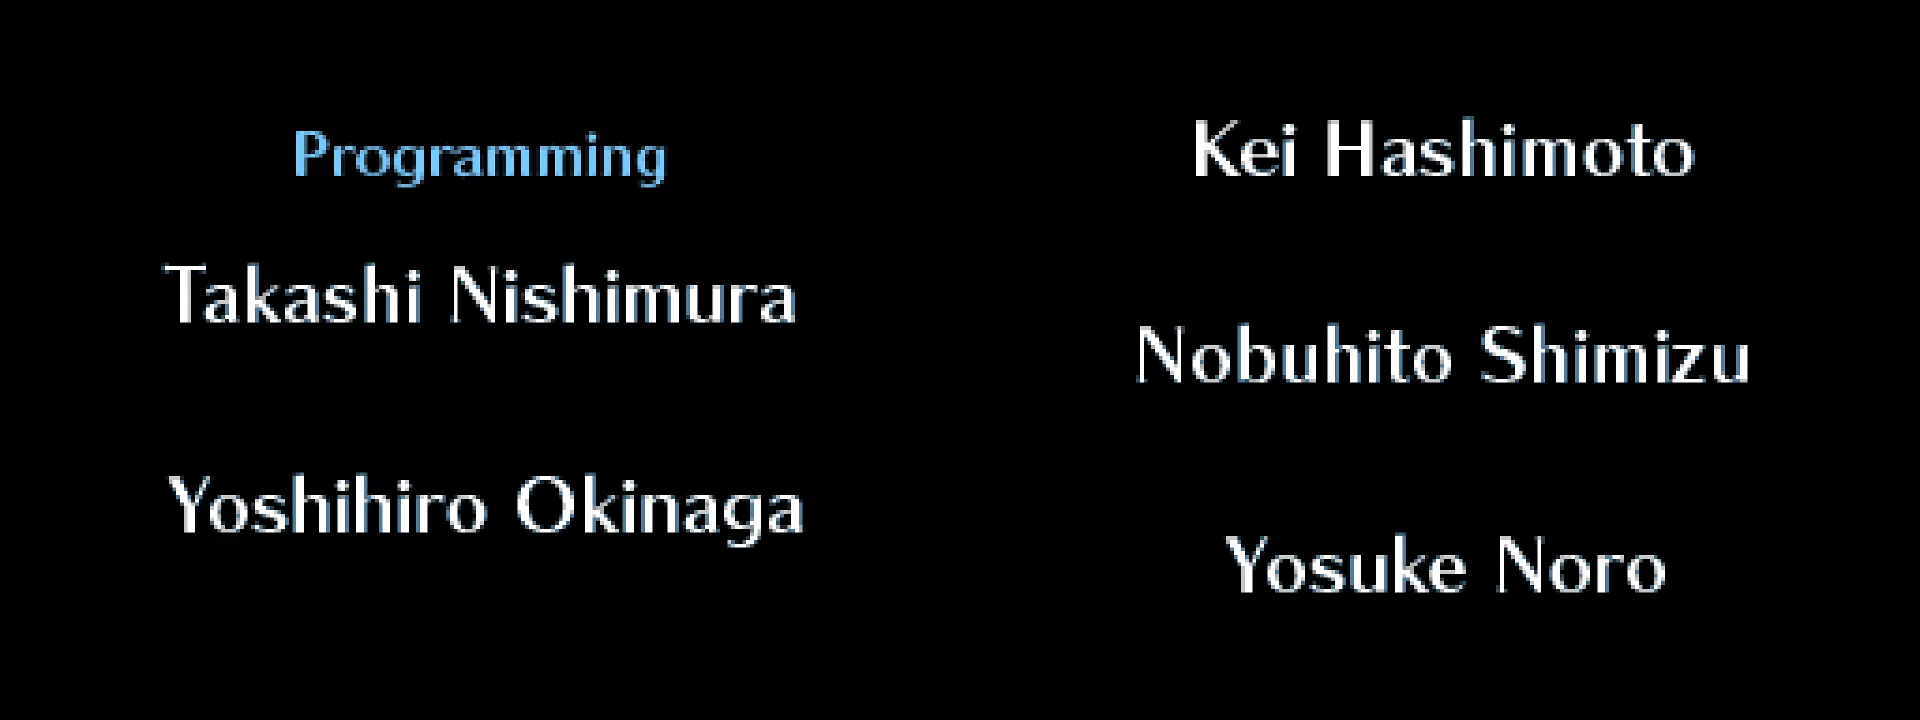 Programming
Takashi Nishimura
Yoshihiro Okinaga
Kei Hashimoto
Nobuhito Shimizu
Yosuke Noro